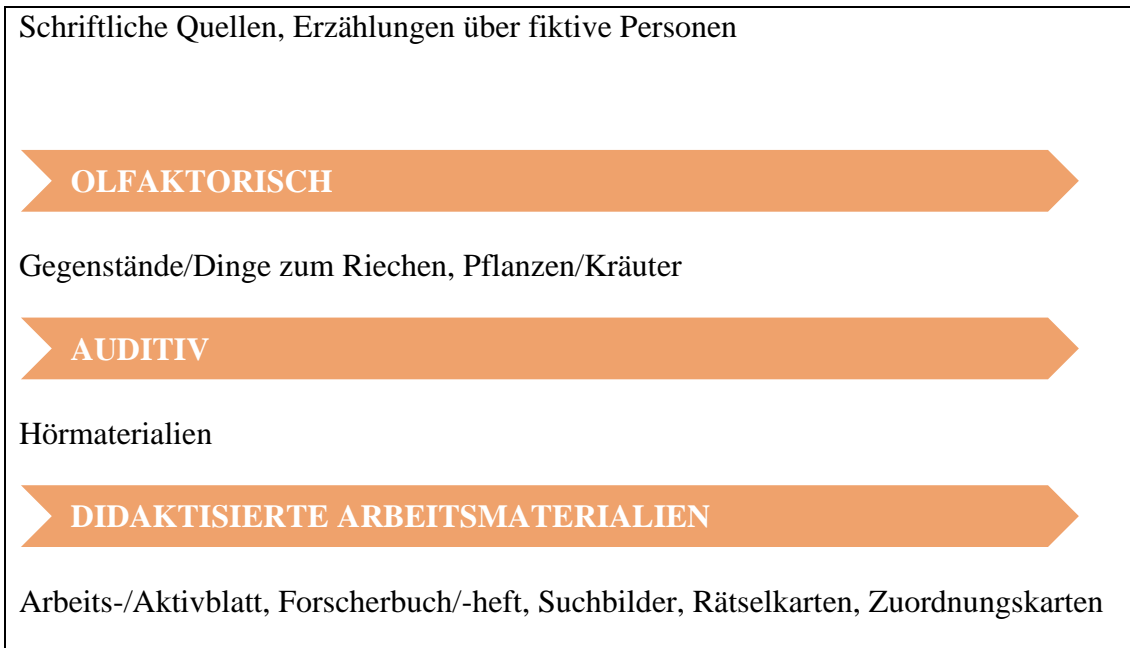 Schriftliche Quellen, Erzählungen über fiktive Personen
OLFAKTORISCH
Gegenstände/Dinge zum Riechen, Pflanzen/Kräuter
AUDITIV
Hörmaterialien
DIDAKTISIERTE ARBEITSMATERIALIEN
Arbeits-/Aktivblatt, Forscherbuch/-heft, Suchbilder, Rätselkarten, Zuordnungskarten